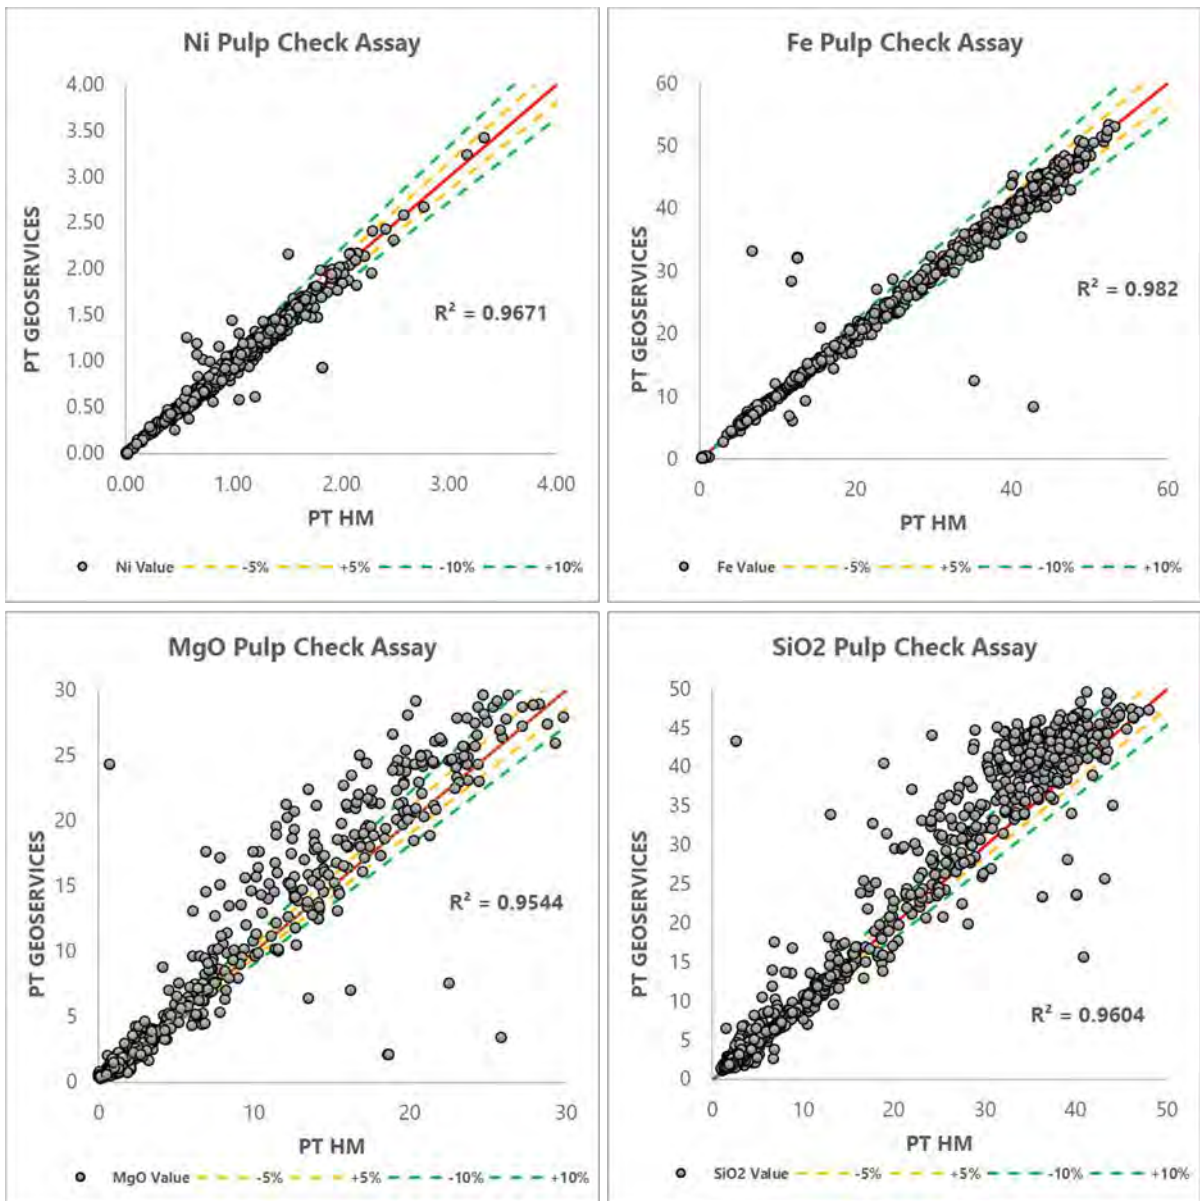 Ni Pulp Check Assay
4.00
3.50
3.00
2.50
2.00
1.50
1.00
0.50
0.00
PT GEOSERVICES
R² = 0.9671
0.00 1.00 2.00 3.00 4.00
PT HM
Ni Value -5% +5% -10% +10%
Fe Pulp Check Assay
60
50
40
30
20
10
0
PT GEOSERVICES
R² = 0.982
0 20 40 60
PT HM
Fe Value -5% +5% -10% +10%
MgO Pulp Check Assay
30
25
20
15
10
5
0
PT GEOSERVICES
R² = 0.9544
0 10 20 30
PT HM
MgO Value -5% +5% -10% +10%
SiO2 Pulp Check Assay
50
45
40
35
30
25
20
15
10
5
0
PT GEOSERVICES
R² = 0.9604
0 10 20 30 40 50
PT HM
SiO2 Value -5% +5% -10% +10%